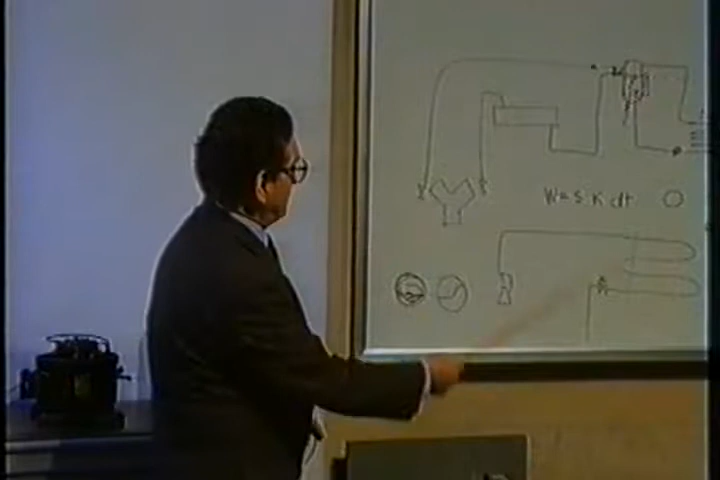 W = S.K dt